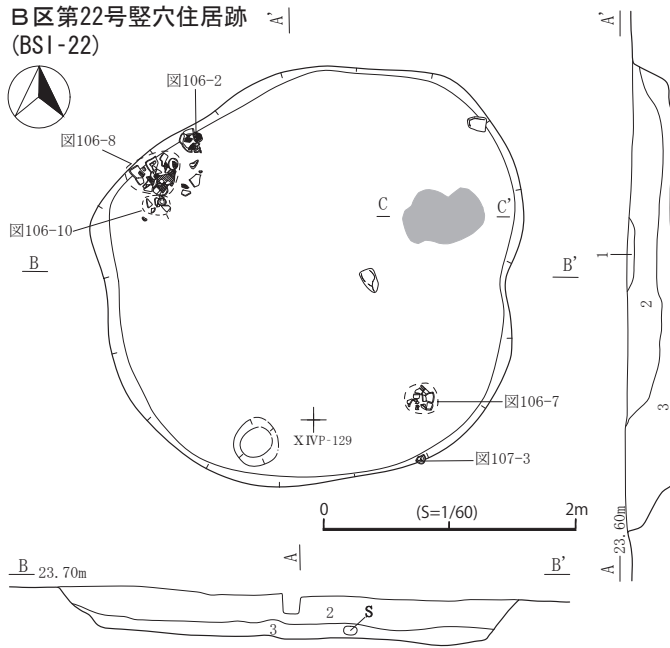 B区第22号竪穴住居跡
(BSI-22)
A'
A'
図106-2
図106-8
図106-10
C
C'
B
B'
1
2
3
図106-7
XIVP-129
図107-3
0
(S=1/60)
2m
A
23.60m
A
B
23.70m
B'
2
S
3